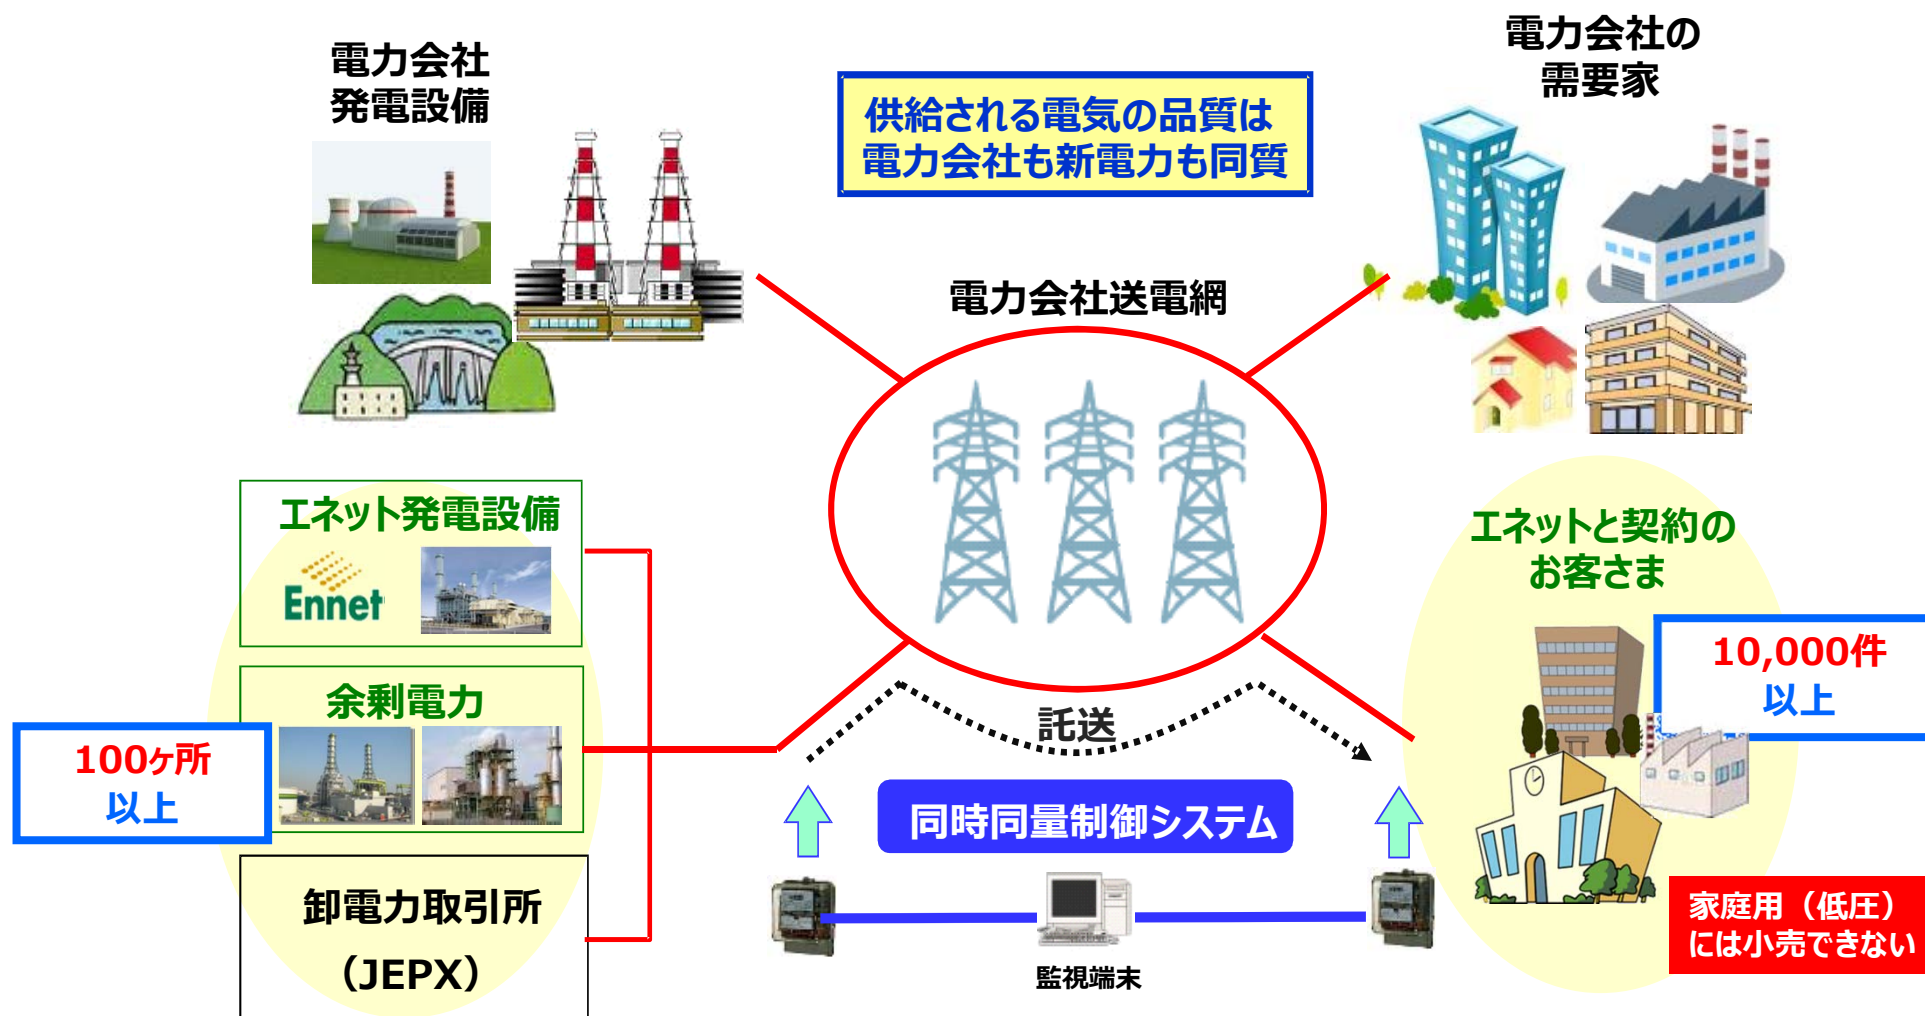 電力会社
発電設備
供給される電気の品質は
電力会社も新電力も同質
電力会社の
需要家
電力会社送電網
エネット発電設備
Ennet
余剰電力
100ヶ所
以上
卸電力取引所
（JEPX）
託送
同時同量制御システム
監視端末
エネットと契約の
お客さま
10,000件
以上
家庭用（低圧）
には小売できない